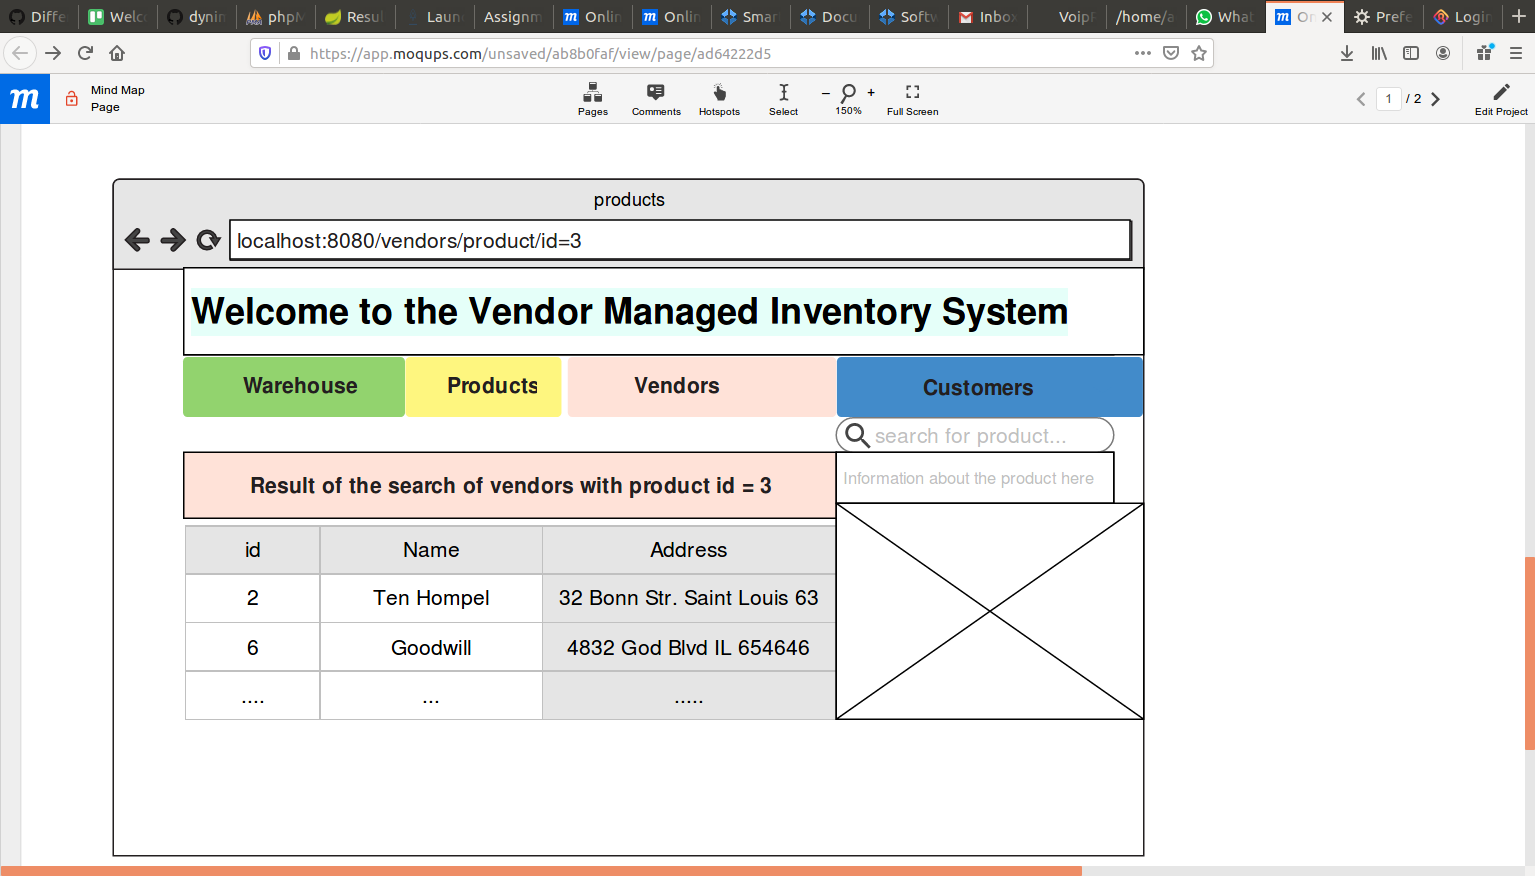 Differ
Welc
dynin
phpM
Resul
Laun
Assignm
Onlin
Onlin
Smar
Docu
Softw
Inbox
VoipP
/home/a
What
On
Prefe
Login
https://app.moqups.com/unsaved/ab8b0faf/view/page/ad64222d5
m
Mind Map
Page
Pages
Comments
Hotspots
Select
– +
150%
Full Screen
1 / 2
Edit Project
products
localhost:8080/vendors/product/id=3
Welcome to the Vendor Managed Inventory System
Warehouse Products Vendors Customers
search for product...
Result of the search of vendors with product id = 3
Information about the product here
id Name Address
2 Ten Hompel 32 Bonn Str. Saint Louis 63
6 Goodwill 4832 God Blvd IL 654646
.... ... .....